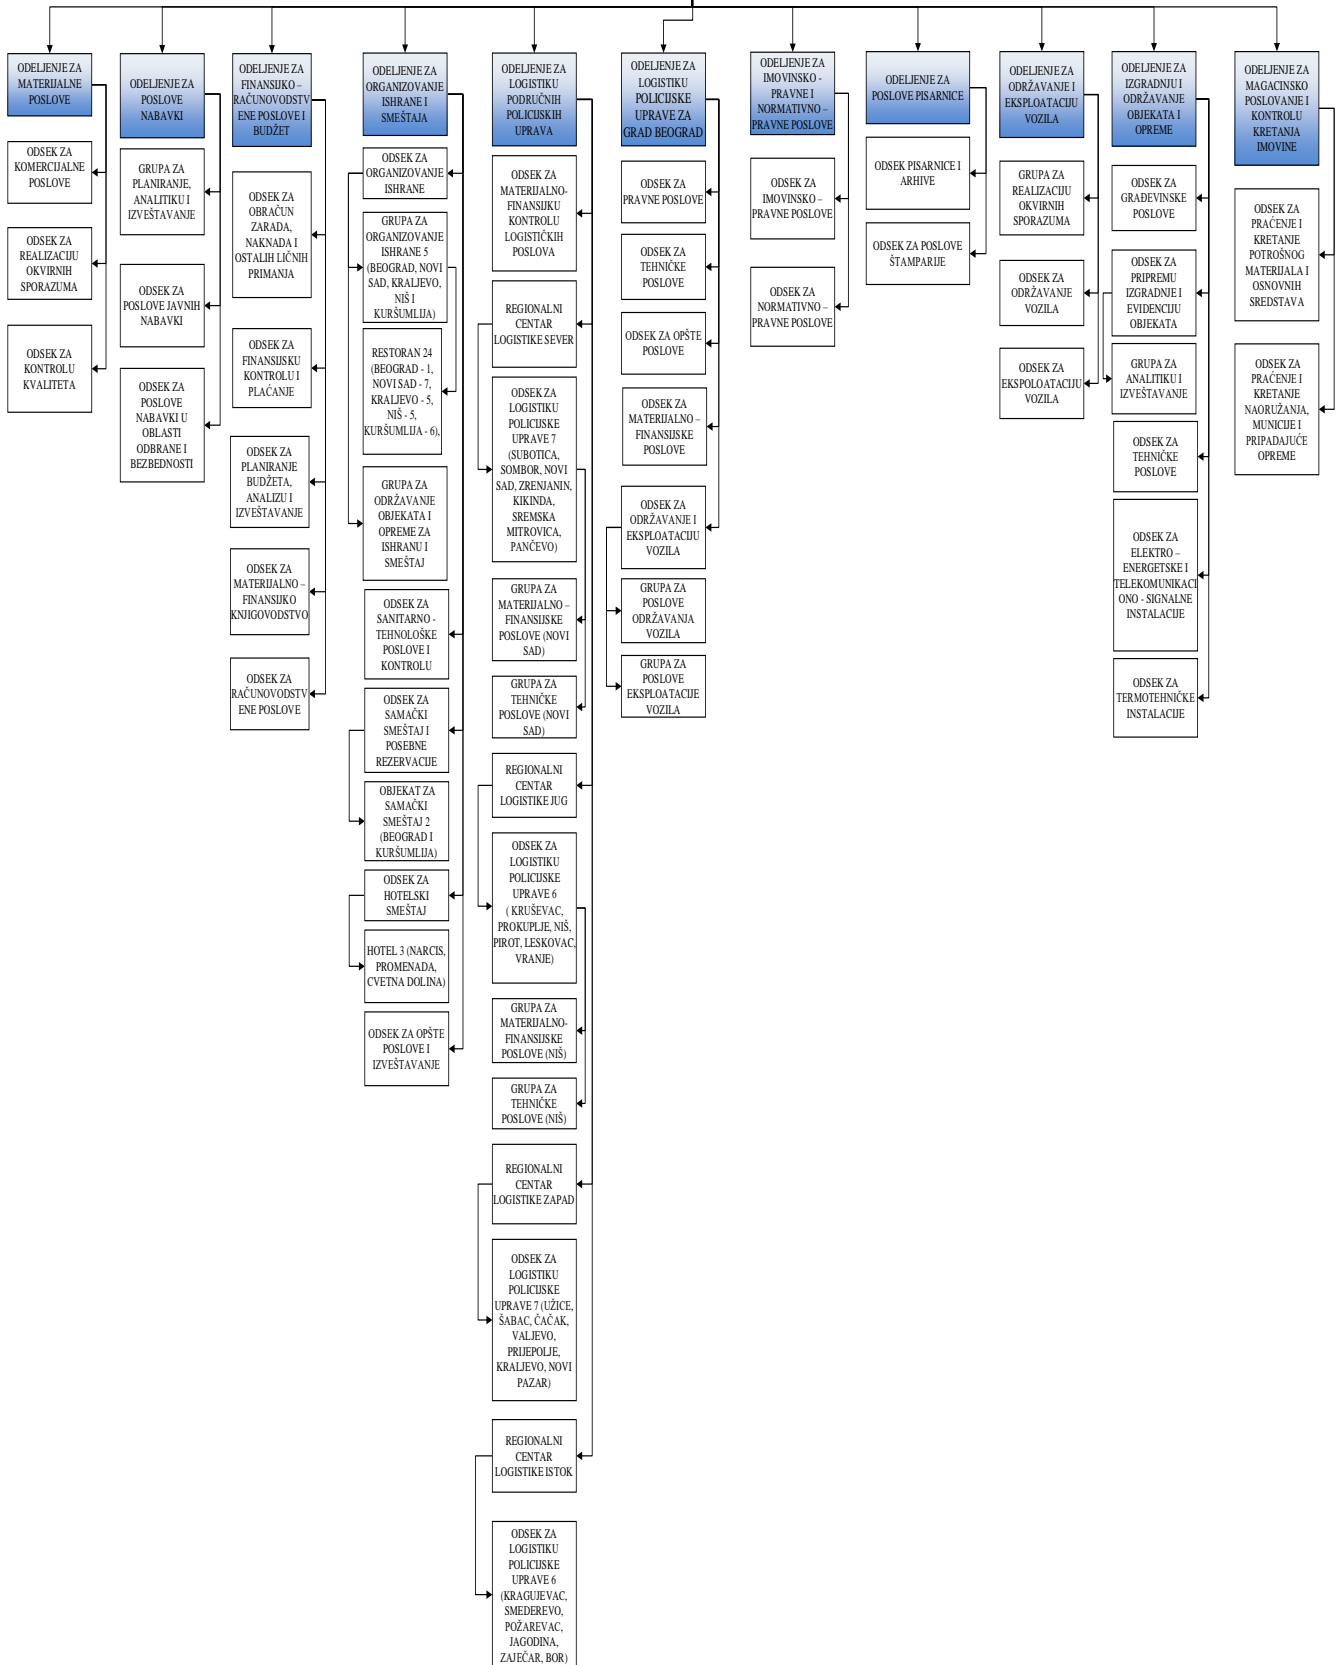 ODELJENJE ZA
MATERIJALNE
POSLOVE
ODSEK ZA
KOMERCIJALNE
POSLOVE
ODSEK ZA
REALIZACIJU
OKVIRNIH
SPORAZUMA
ODSEK ZA
KONTROLU
KVALITETA
ODELJENJE ZA
POSLOVE
NABAVKI
GRUPA ZA
PLANIRANJE,
ANALITIKU I
IZVEŠTAVANJE
ODSEK ZA
POSLOVE JAVNIH
NABAVKI
ODSEK ZA
POSLOVE
NABAVKI U
OBLASTI
ODBRANE I
BEZBEDNOSTI
ODELJENJE ZA
FINANSIJKO –
RAČUNOVODSTV
ENE POSLOVE I
BUDŽET
ODSEK ZA
OBRAČUN
ZARADA,
NAKNADA I
OSTALIH LIČNIH
PRIMANJA
ODSEK ZA
FINANSIJSKU
KONTROLU I
PLAĆANJE
ODSEK ZA
PLANIRANJE
BUDŽETA,
ANALIZU I
IZVEŠTAVANJE
ODSEK ZA
MATERIJALNO –
FINANSIJKO
KNJIGOVODSTVO
ODSEK ZA
RAČUNOVODSTV
ENE POSLOVE
ODELJENJE ZA
ORGANIZOVANJE
ISHRANE I
SMEŠTAJA
ODSEK ZA
ORGANIZOVANJE
ISHRANE
GRUPA ZA
ORGANIZOVANJE
ISHRANE 5
(BEOGRAD, NOVI
SAD, KRALJEVO,
NIŠ I
KURŠUMLIJA)
RESTORAN 24
(BEOGRAD - 1,
NOVI SAD - 7,
KRALJEVO - 5,
NIŠ - 5,
KURŠUMLIJA - 6),
GRUPA ZA
ODRŽAVANJE
OBJEKATA I
OPREME ZA
ISHRANU I
SMEŠTAJ
ODSEK ZA
SANITARNO -
TEHNOLOŠKE
POSLOVE I
KONTROLU
ODSEK ZA
SAMAČKI
SMEŠTAJ I
POSEBNE
REZERVACIJE
OBJEKAT ZA
SAMAČKI
SMEŠTAJ 2
(BEOGRAD I
KURŠUMLIJA)
ODSEK ZA
HOTELSKI
SMEŠTAJ
HOTEL 3 (NARCIS,
PROMENADA,
CVETNA DOLINA)
ODSEK ZA OPŠTE
POSLOVE I
IZVEŠTAVANJE
ODELJENJE ZA
LOGISTIKU
PODRUČNIH
POLICIJSKIH
UPRAVA
ODSEK ZA
MATERIJALNO-
FINANSIJKU
KONTROLU
LOGISTIČKIH
POSLOVA
REGIONALNI
CENTAR
LOGISTIKE SEVER
ODSEK ZA
LOGISTIKU
POLICIJSKE
UPRAVE 7
(SUBOTICA,
SOMBOR, NOVI
SAD, ZRENJANIN,
KIKINDA,
SREMSKA
MITROVICA,
PANČEVO)
GRUPA ZA
MATERIJALNO –
FINANSIJSKE
POSLOVE (NOVI
SAD)
GRUPA ZA
TEHNIČKE
POSLOVE (NOVI
SAD)
REGIONALNI
CENTAR
LOGISTIKE JUG
ODSEK ZA
LOGISTIKU
POLICIJSKE
UPRAVE 6
( KRUŠEVAC,
PROKUPLJE, NIŠ,
PIROT, LESKOVAC,
VRANJE)
GRUPA ZA
MATERIJALNO-
FINANSIJSKE
POSLOVE (NIŠ)
GRUPA ZA
TEHNIČKE
POSLOVE (NIŠ)
REGIONALNI
CENTAR
LOGISTIKE ZAPAD
ODSEK ZA
LOGISTIKU
POLICIJSKE
UPRAVE 7 (UŽICE,
ŠABAC, ČAČAK,
VALJEVO,
PRIJEPOLJE,
KRALJEVO, NOVI
PAZAR)
REGIONALNI
CENTAR
LOGISTIKE ISTOK
ODSEK ZA
LOGISTIKU
POLICIJSKE
UPRAVE 6
(KRAGUJEVAC,
SMEDEREVO,
POŽAREVAC,
JAGODINA,
ZAJEČAR, BOR)
ODELJENJE ZA
LOGISTIKU
POLICIJSKE
UPRAVE ZA
GRAD BEOGRAD
ODSEK ZA
PRAVNE POSLOVE
ODSEK ZA
TEHNIČKE
POSLOVE
ODSEK ZA OPŠTE
POSLOVE
ODSEK ZA
MATERIJALNO –
FINANSIJSKE
POSLOVE
ODSEK ZA
ODRŽAVANJE I
EKSPLOATACIJU
VOZILA
GRUPA ZA
POSLOVE
ODRŽAVANJA
VOZILA
GRUPA ZA
POSLOVE
EKSPLOATACIJE
VOZILA
ODELJENJE ZA
IMOVINSKO -
PRAVNE I
NORMATIVNO –
PRAVNE POSLOVE
ODSEK ZA
IMOVINSKO –
PRAVNE POSLOVE
ODSEK ZA
NORMATIVNO –
PRAVNE POSLOVE
ODELJENJE ZA
POSLOVE PISARNICE
ODSEK PISARNICE I
ARHIVE
ODSEK ZA POSLOVE
ŠTAMPARIJE
ODELJENJE ZA
ODRŽAVANJE I
EKSPLOATACIJU
VOZILA
GRUPA ZA
REALIZACIJU
OKVIRNIH
SPORAZUMA
ODSEK ZA
ODRŽAVANJE
VOZILA
ODSEK ZA
EKSPOLOATACIJU
VOZILA
ODELJENJE ZA
IZGRADNJU I
ODRŽAVANJE
OBJEKATA I
OPREME
ODSEK ZA
GRAĐEVINSKE
POSLOVE
ODSEK ZA
PRIPREMU
IZGRADNJE I
EVIDENCIJU
OBJEKATA
GRUPA ZA
ANALITIKU I
IZVEŠTAVANJE
ODSEK ZA
TEHNIČKE
POSLOVE
ODSEK ZA
ELEKTRO –
ENERGETSKE I
TELEKOMUNIKACI
ONO - SIGNALNE
INSTALACIJE
ODSEK ZA
TERMOTEHNIČKE
INSTALACIJE
ODELJENJE ZA
MAGACINSKO
POSLOVANJE I
KONTROLU
KRETANJA
IMOVINE
ODSEK ZA
PRAĆENJE I
KRETANJE
POTROŠNOG
MATERIJALA I
OSNOVNIH
SREDSTAVA
ODSEK ZA
PRAĆENJE I
KRETANJE
NAORUŽANJA,
MUNICIJE I
PRIPADAJUĆE
OPREME